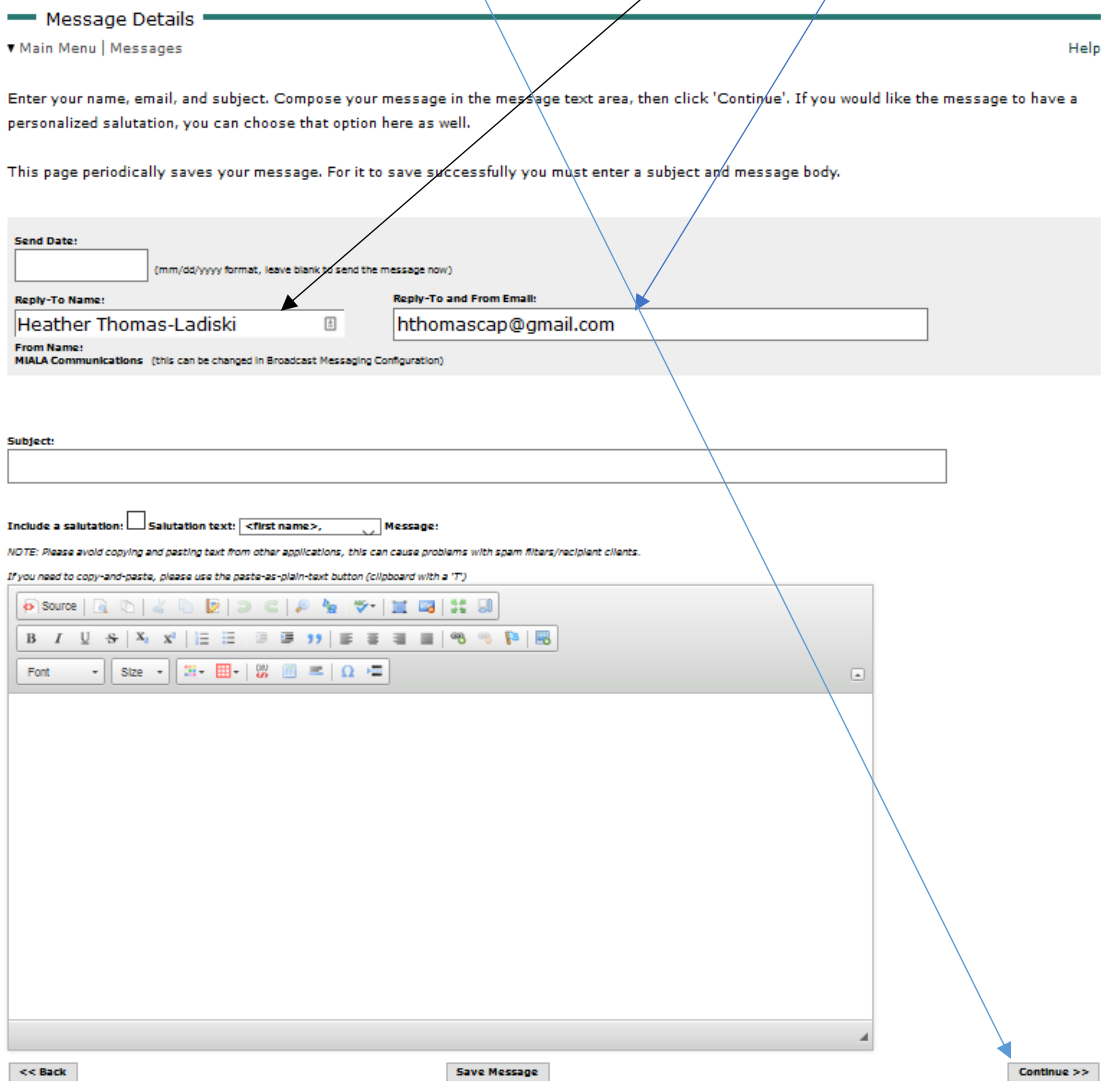 Message Details
▼ Main Menu | Messages Help
Enter your name, email, and subject. Compose your message in the message text area, then click 'Continue'. If you would like the message to have a
personalized salutation, you can choose that option here as well.
This page periodically saves your message. For it to save successfully you must enter a subject and message body.
Send Date:
(mm/dd/yyyy format, leave blank to send the message now)
Reply-To Name: Reply-To and From Email:
Heather Thomas-Ladiski hthomascap@gmail.com
From Name:
MIALA Communications (this can be changed in Broadcast Messaging Configuration)
Subject:
Include a salutation: Salutation text: <first name>, Message:
NOTE: Please avoid copying and pasting text from other applications, this can cause problems with spam filters/recipient clients.
If you need to copy-and-paste, please use the paste-as-plain-text button (clipboard with a 'T')
Source
B I U S X₂ X²
Font Size DIV Ω
<< Back Save Message Continue >>